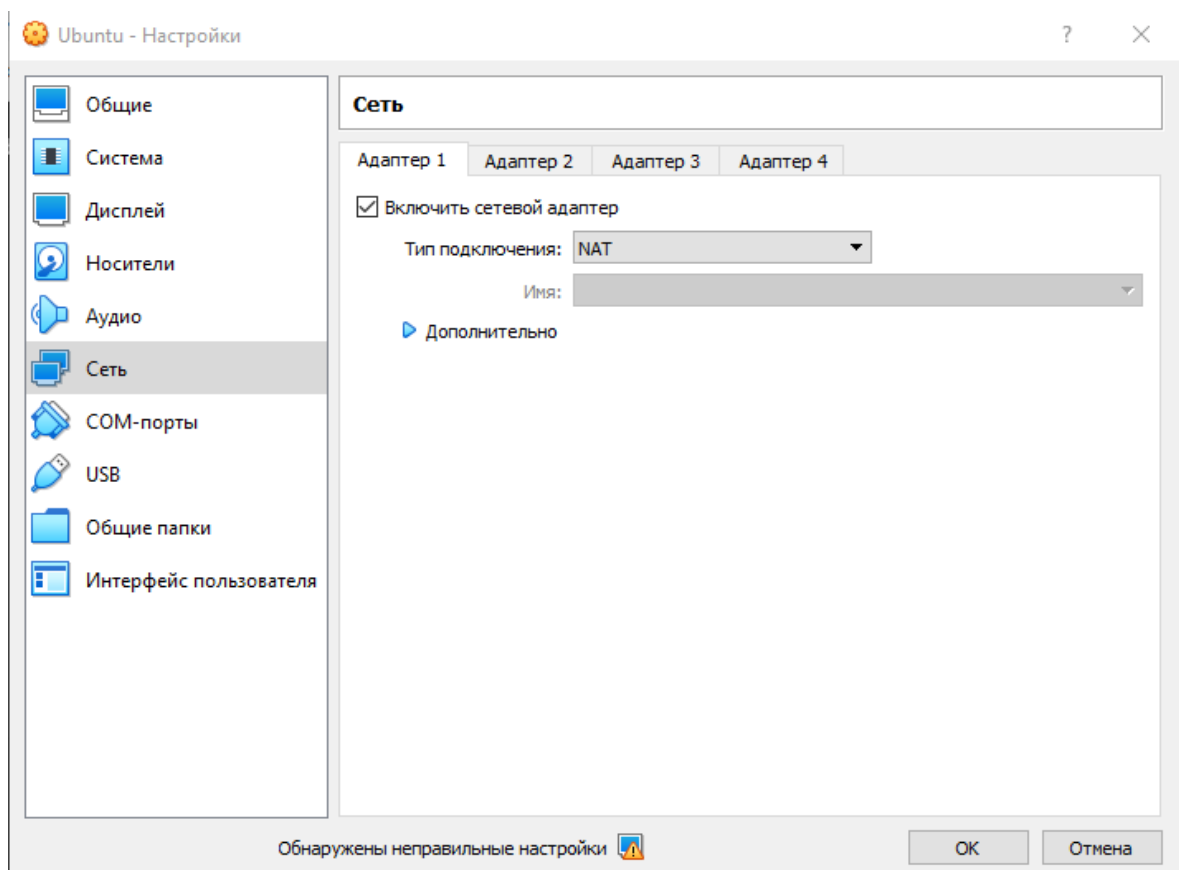 Ubuntu - Настройки
?
Общие
Система
Дисплей
Носители
Аудио
Сеть
COM-порты
USB
Общие папки
Интерфейс пользователя
Сеть
Адаптер 1 Адаптер 2 Адаптер 3 Адаптер 4
Включить сетевой адаптер
Тип подключения: NAT
Имя:
Дополнительно
Обнаружены неправильные настройки
OK Отмена